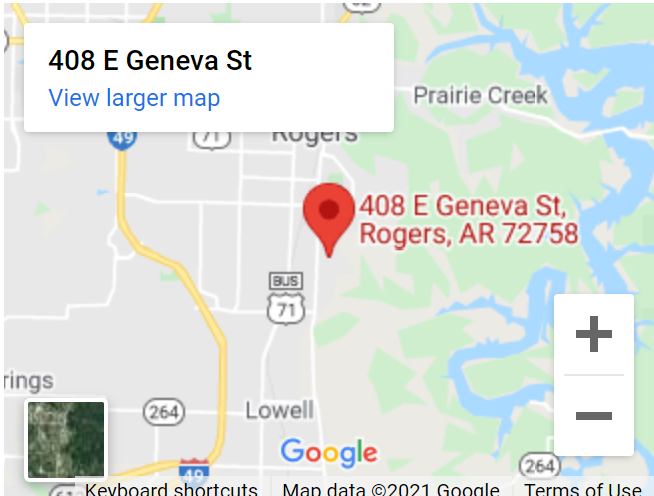 408 E Geneva St
View larger map
Prairie Creek
49
71
Rogers
408 E Geneva St,
Rogers, AR 72758
BUS
71
rings
264
Lowell
Google
49
264
Keyboard shortcuts
Map data ©2021 Google
Terms of Use